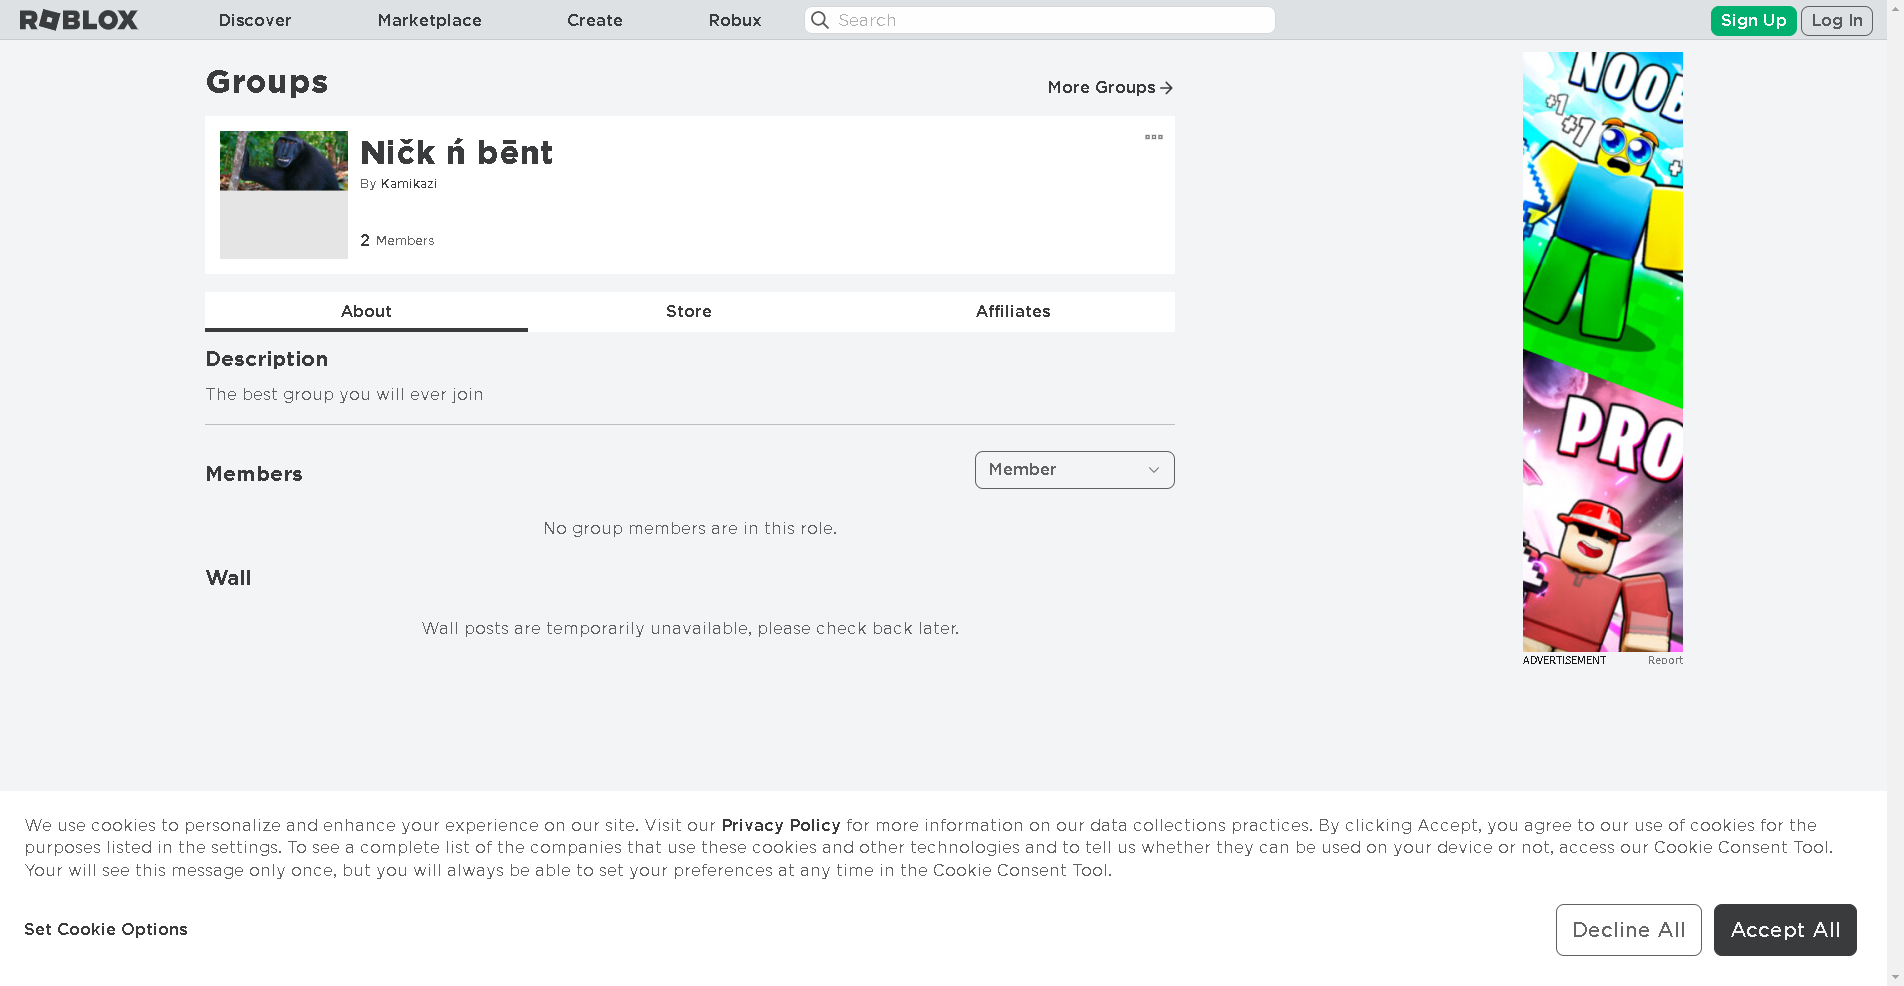 ROBLOX Discover Marketplace Create Robux Search Sign Up Log In
Groups
More Groups
Ničk ń bēnt
By Kamikazi
2 Members
About Store Affiliates
Description
The best group you will ever join
Members
Member
No group members are in this role.
Wall
Wall posts are temporarily unavailable, please check back later.
NOOB
+1
+1
PRO
ADVERTISEMENT Report
We use cookies to personalize and enhance your experience on our site. Visit our Privacy Policy for more information on our data collections practices. By clicking Accept, you agree to our use of cookies for the
purposes listed in the settings. To see a complete list of the companies that use these cookies and other technologies and to tell us whether they can be used on your device or not, access our Cookie Consent Tool.
Your will see this message only once, but you will always be able to set your preferences at any time in the Cookie Consent Tool.
Set Cookie Options
Decline All
Accept All